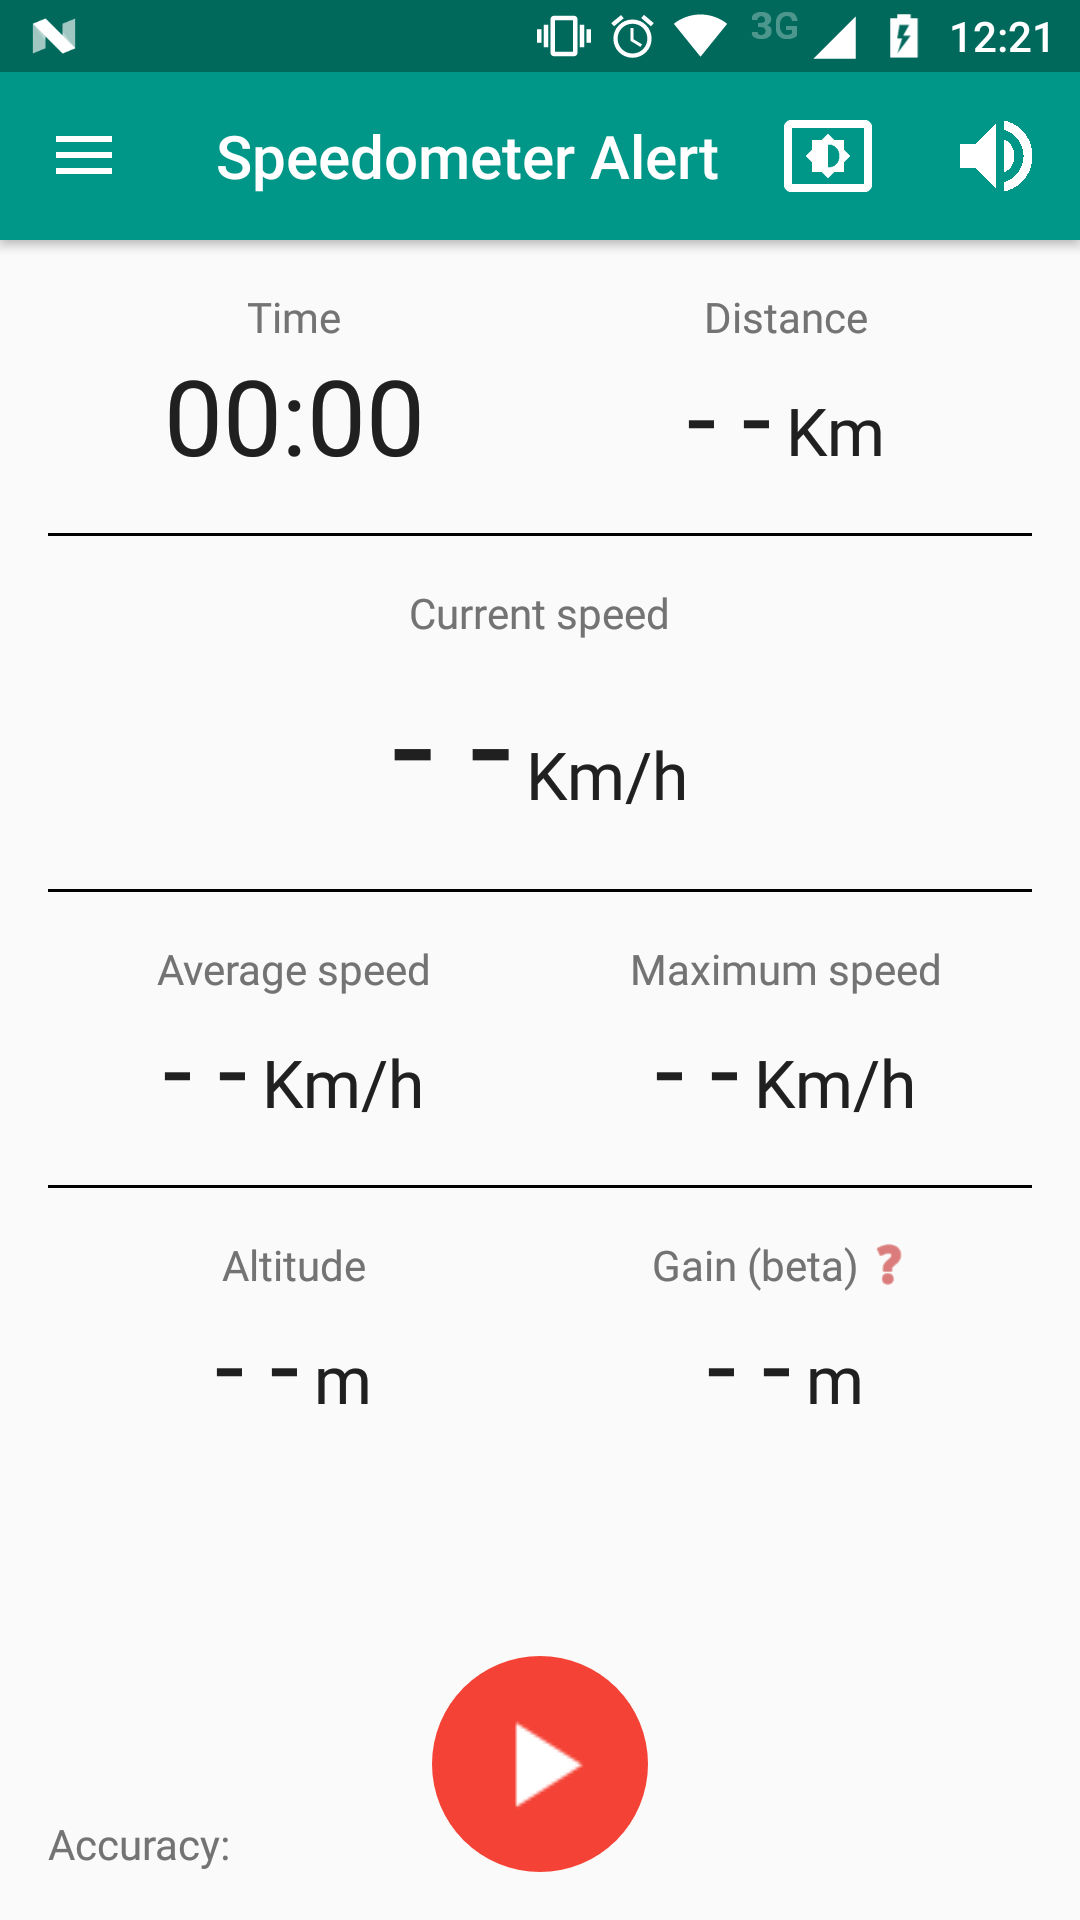 3G 12:21
Speedometer Alert
Time Distance
00:00 - - Km
Current speed
- - Km/h
Average speed Maximum speed
- - Km/h - - Km/h
Altitude Gain (beta) ?
- - m - - m
Accuracy: